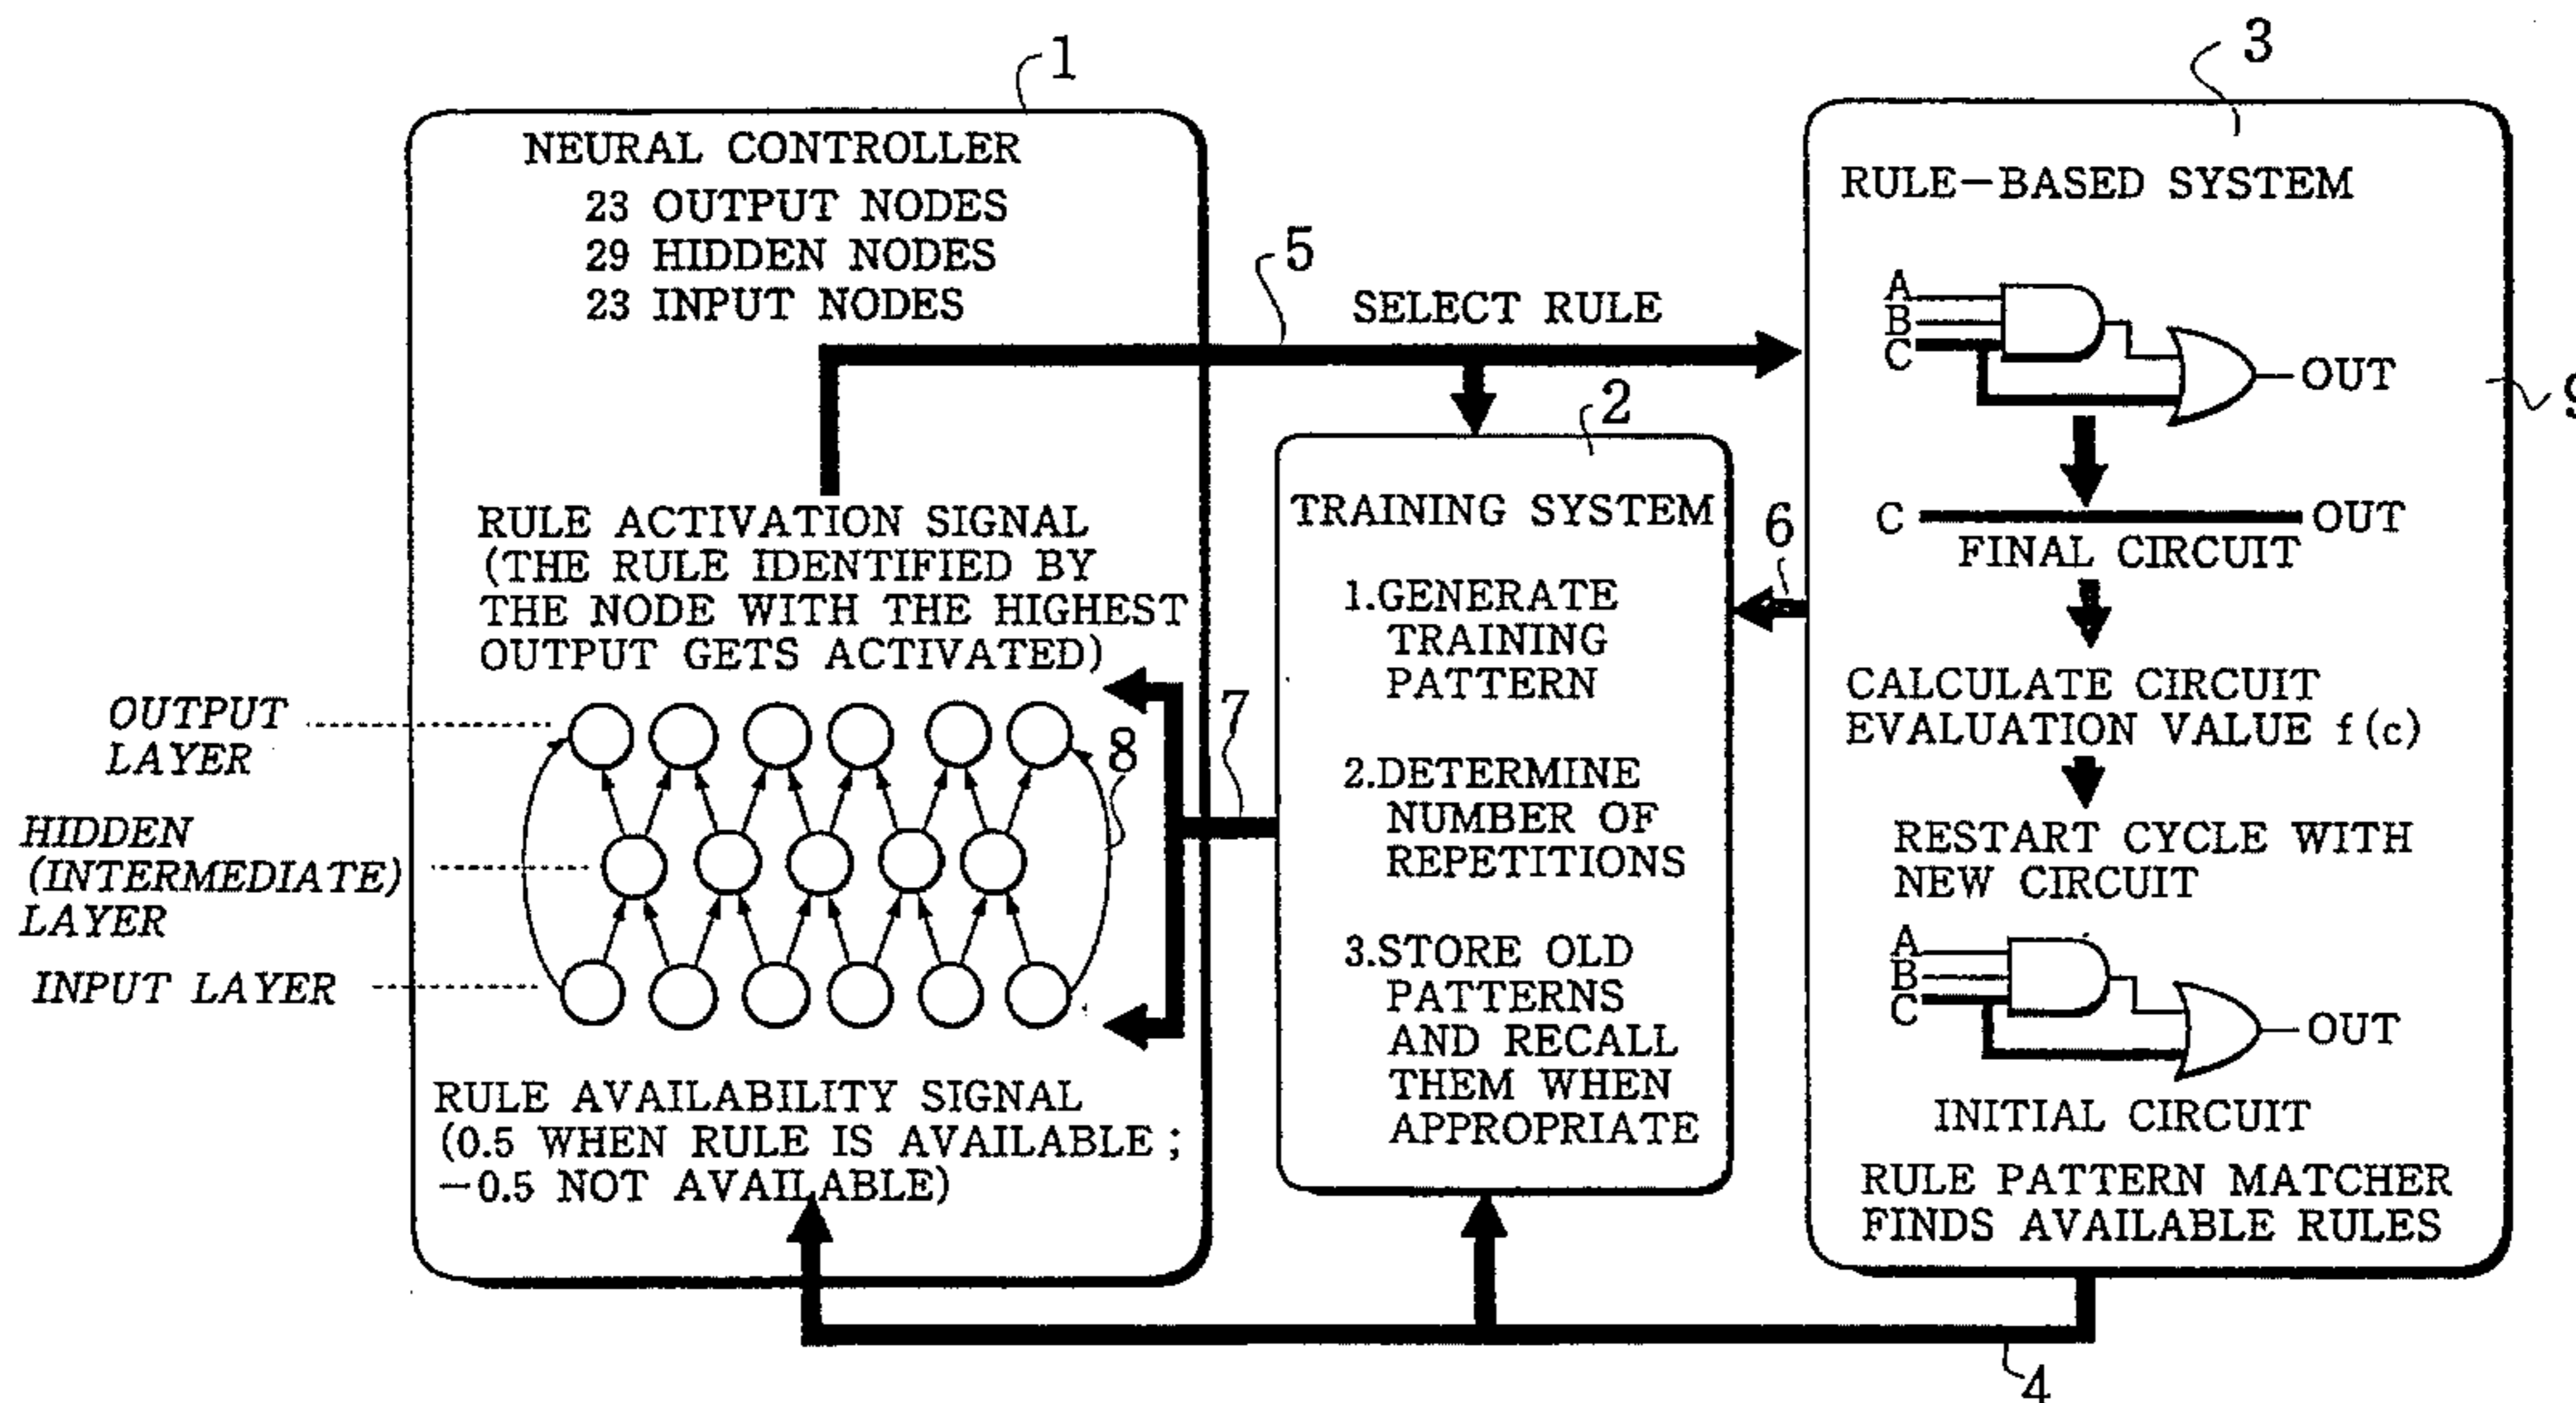 1
NEURAL CONTROLLER
23 OUTPUT NODES
29 HIDDEN NODES
23 INPUT NODES
RULE ACTIVATION SIGNAL
(THE RULE IDENTIFIED BY
THE NODE WITH THE HIGHEST
OUTPUT GETS ACTIVATED)
OUTPUT
LAYER
HIDDEN
(INTERMEDIATE)
LAYER
INPUT LAYER
8
7
RULE AVAILABILITY SIGNAL
(0.5 WHEN RULE IS AVAILABLE ;
−0.5 NOT AVAILABLE)
5
SELECT RULE
2
TRAINING SYSTEM
1.GENERATE
TRAINING
PATTERN
2.DETERMINE
NUMBER OF
REPETITIONS
3.STORE OLD
PATTERNS
AND RECALL
THEM WHEN
APPROPRIATE
6
3
RULE−BASED SYSTEM
A
B
C
OUT
9
C OUT
FINAL CIRCUIT
CALCULATE CIRCUIT
EVALUATION VALUE f(c)
RESTART CYCLE WITH
NEW CIRCUIT
A
B
C
OUT
INITIAL CIRCUIT
RULE PATTERN MATCHER
FINDS AVAILABLE RULES
4